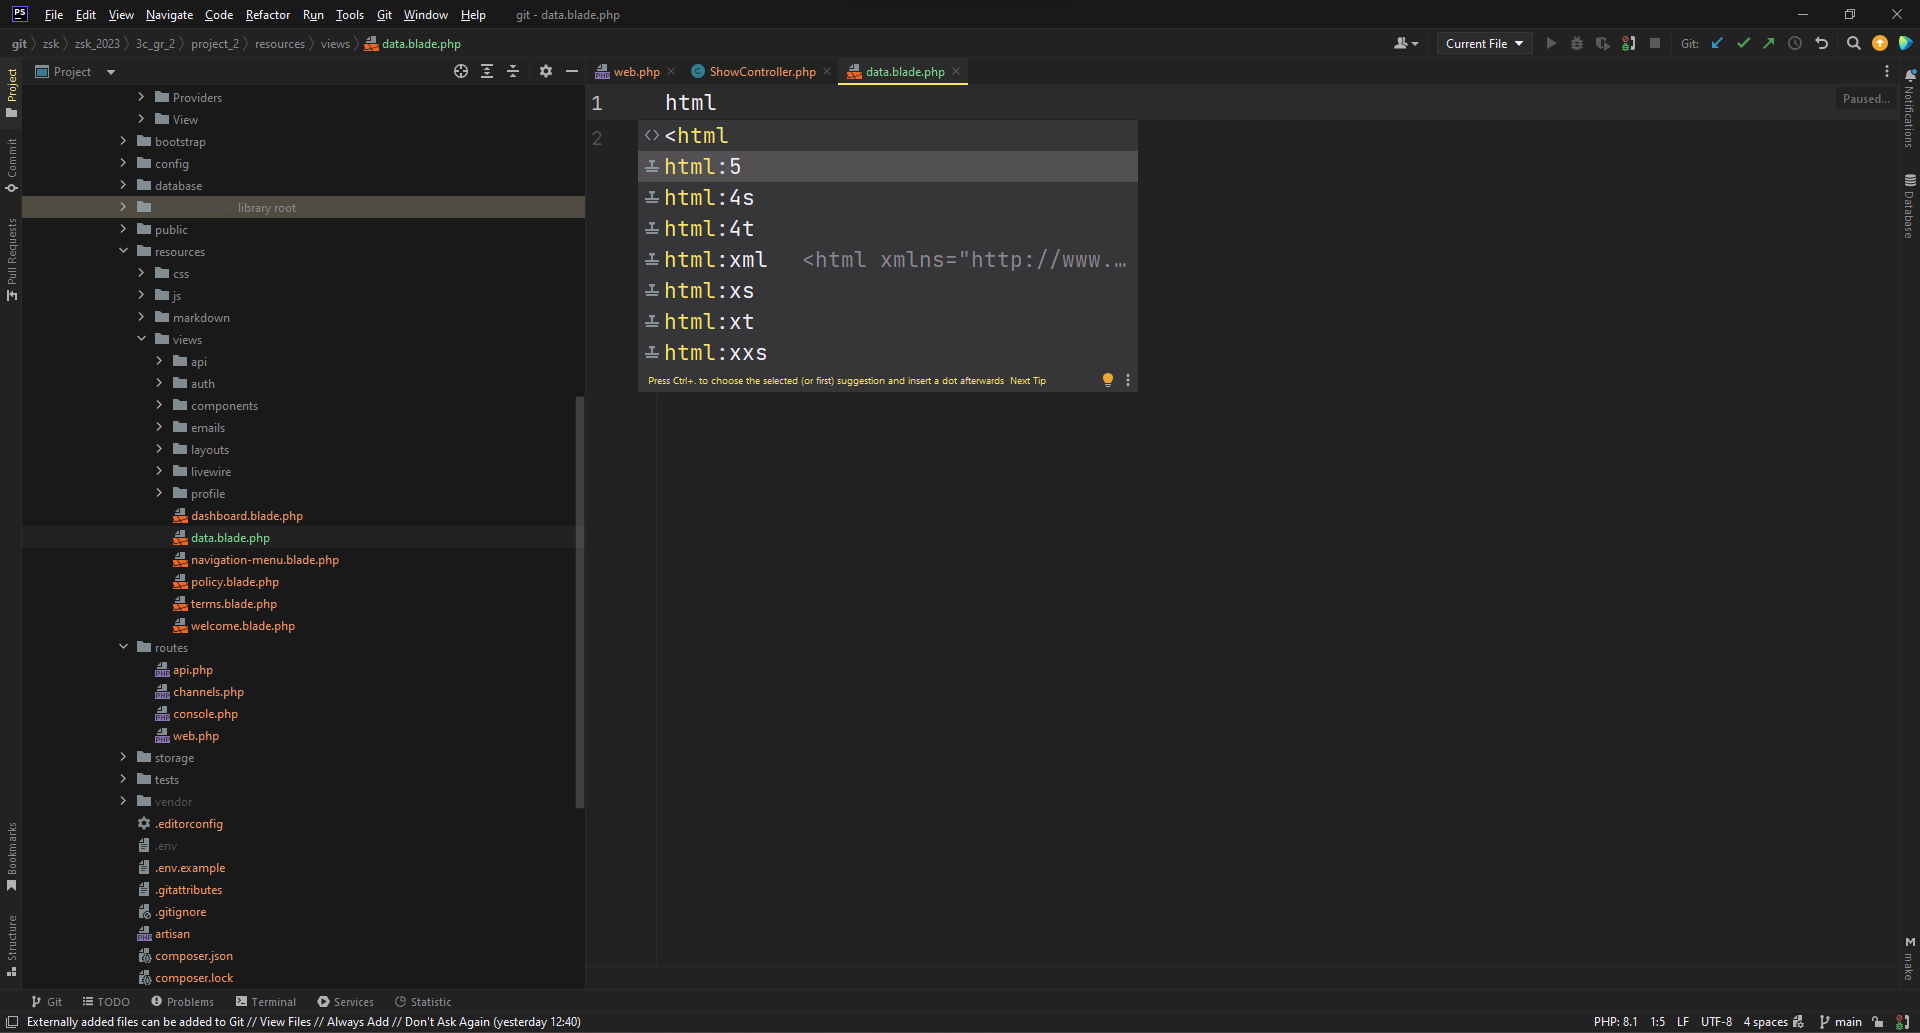 PS File Edit View Navigate Code Refactor Run Tools Git Window Help git - data.blade.php
git zsk zsk_2023 3c_gr_2 project_2 resources views data.blade.php Current File Git:
Project
web.php ShowController.php data.blade.php
Project
Commit
Pull Requests
Bookmarks
Structure
Providers
View
bootstrap
config
database
library root
public
resources
css
js
markdown
views
api
auth
components
emails
layouts
livewire
profile
dashboard.blade.php
data.blade.php
navigation-menu.blade.php
policy.blade.php
terms.blade.php
welcome.blade.php
routes
api.php
channels.php
console.php
web.php
storage
tests
vendor
.editorconfig
.env
.env.example
.gitattributes
.gitignore
artisan
composer.json
composer.lock
1 html
Paused...
2
<html
html:5
html:4s
html:4t
html:xml <html xmlns="http://www.…
html:xs
html:xt
html:xxs
Press Ctrl+. to choose the selected (or first) suggestion and insert a dot afterwards Next Tip
Notifications
Database
M make
Git TODO Problems Terminal Services Statistic
Externally added files can be added to Git // View Files // Always Add // Don't Ask Again (yesterday 12:40) PHP: 8.1 1:5 LF UTF-8 4 spaces main